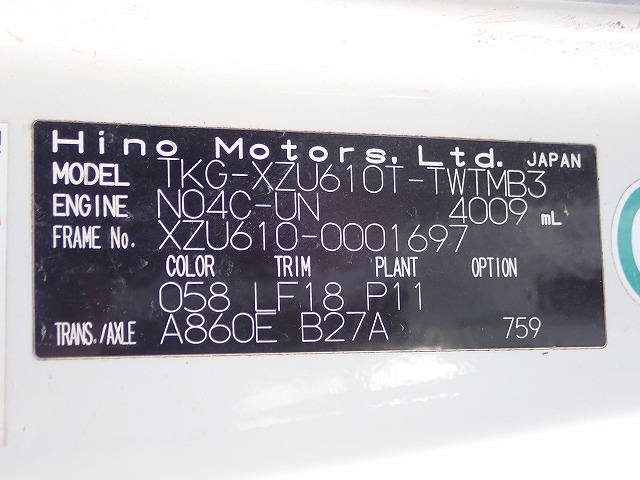 Hino Motors, Ltd. JAPAN
MODEL TKG-XZU610T-TWTMB3
ENGINE N04C-UN 4009 mL
FRAME No. XZU610-0001697
COLOR TRIM PLANT OPTION
058 LF18 P11
TRANS./AXLE A860E B27A 759